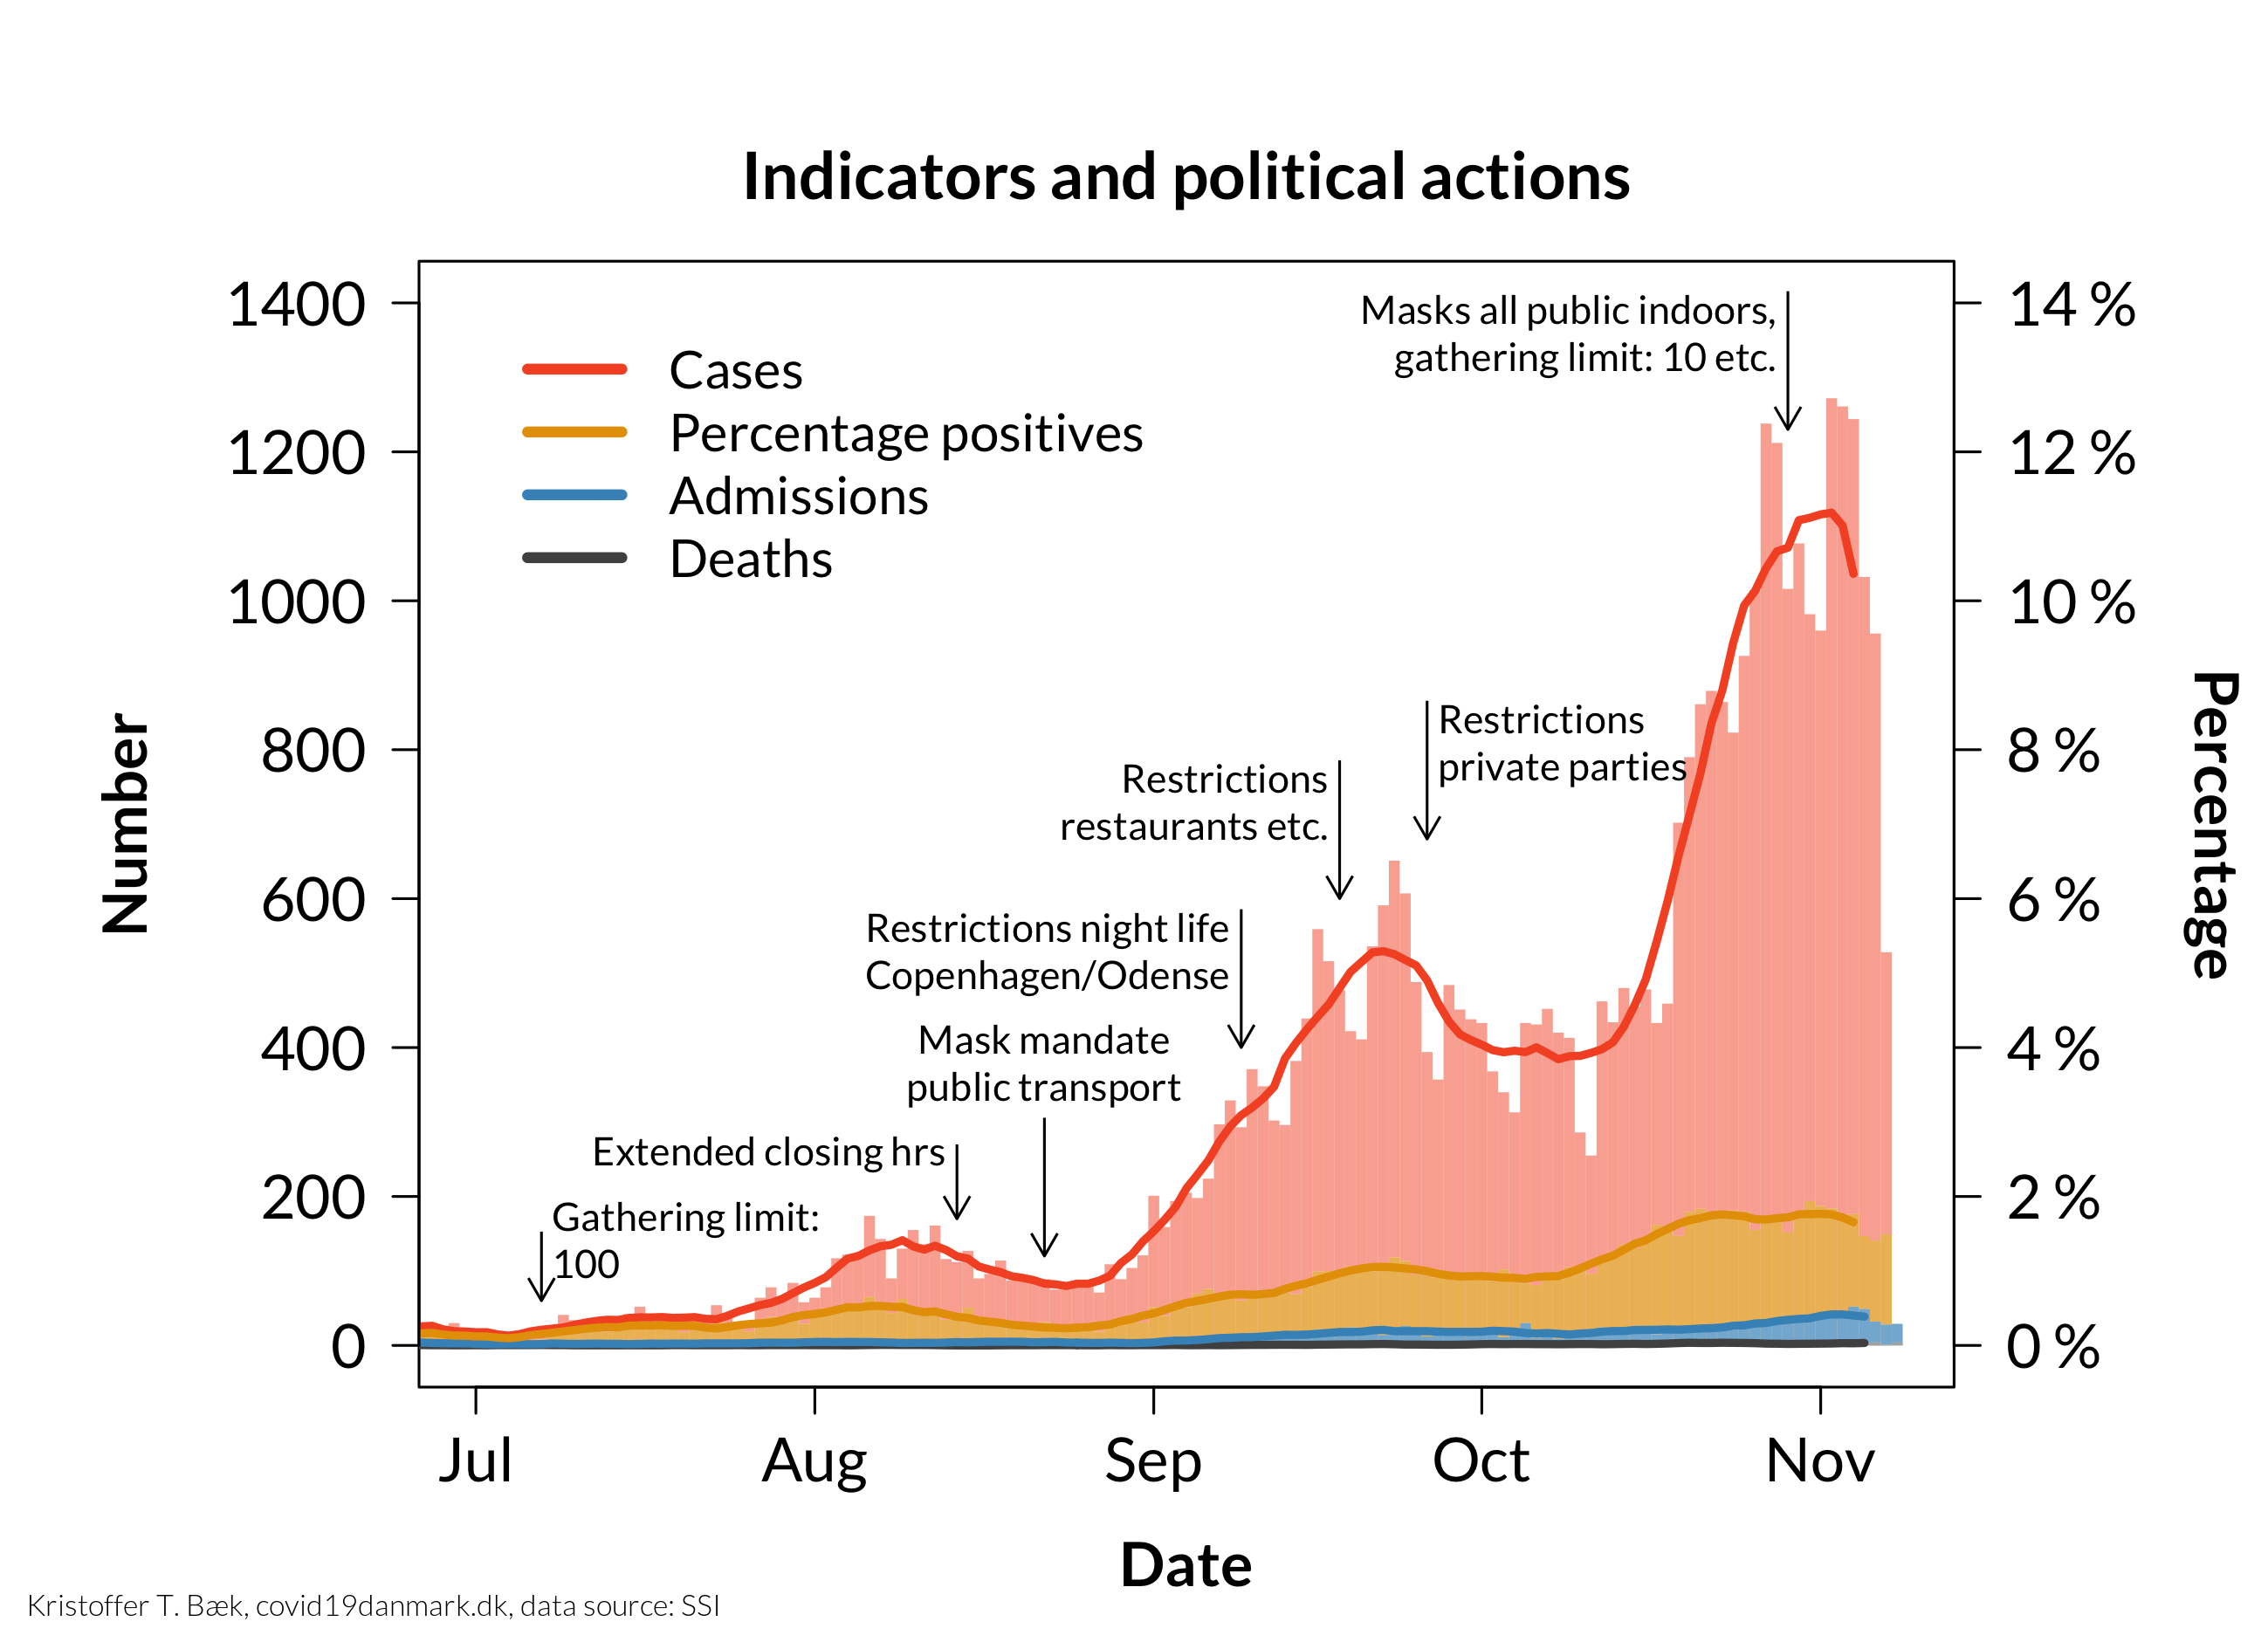 Indicators and political actions
1400
1200
1000
800
600
400
200
0
Number
Cases
Percentage positives
Admissions
Deaths
Gathering limit:
100
Extended closing hrs
Mask mandate
public transport
Restrictions night life
Copenhagen/Odense
Restrictions
restaurants etc.
Restrictions
private parties
Masks all public indoors,
gathering limit: 10 etc.
14 %
12 %
10 %
8 %
6 %
4 %
2 %
0 %
Percentage
Jul Aug Sep Oct Nov
Date
Kristoffer T. Bæk, covid19danmark.dk, data source: SSI